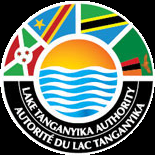 LAKE TANGANYIKA AUTHORITY
AUTORITÉ DU LAC TANGANYIKA